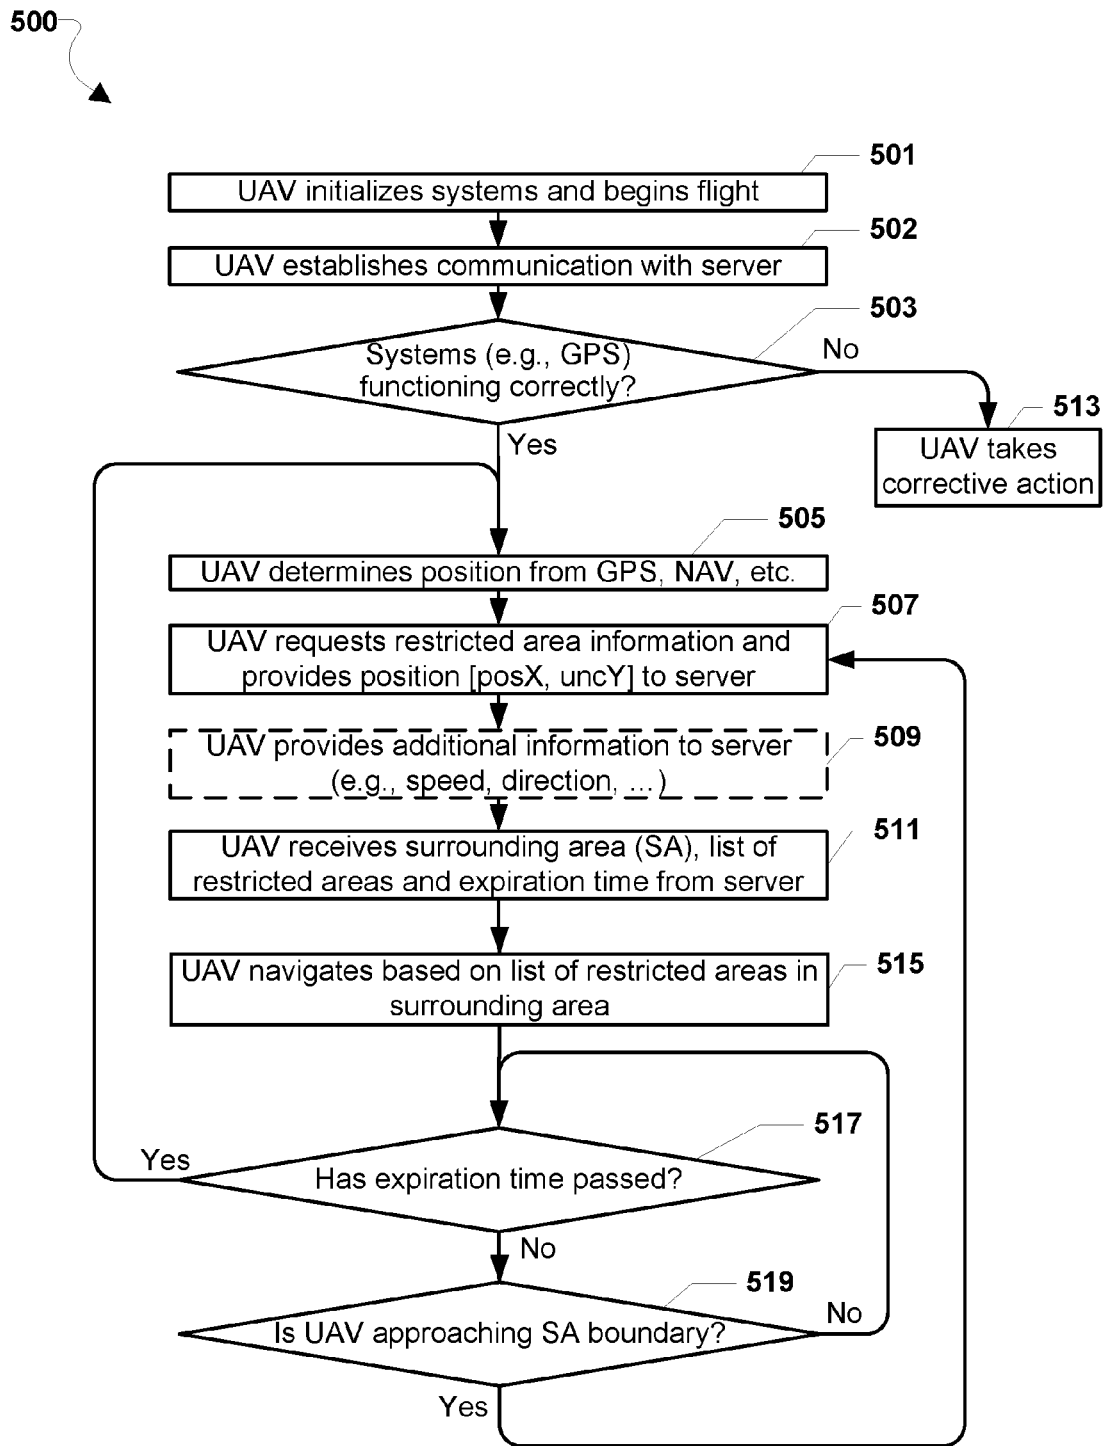 500
501
UAV initializes systems and begins flight
502
UAV establishes communication with server
503
Systems (e.g., GPS)
functioning correctly?
No
513
UAV takes
corrective action
Yes
505
UAV determines position from GPS, NAV, etc.
507
UAV requests restricted area information and
provides position [posX, uncY] to server
509
UAV provides additional information to server
(e.g., speed, direction, …)
511
UAV receives surrounding area (SA), list of
restricted areas and expiration time from server
515
UAV navigates based on list of restricted areas in
surrounding area
517
Yes
Has expiration time passed?
No
519
No
Is UAV approaching SA boundary?
Yes